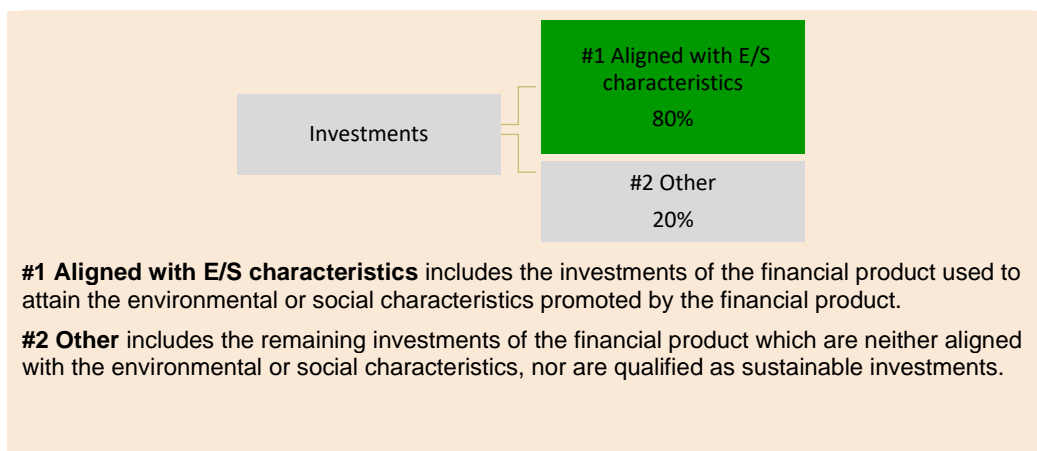 #1 Aligned with E/S
characteristics
80%
Investments
#2 Other
20%
#1 Aligned with E/S characteristics includes the investments of the financial product used to
attain the environmental or social characteristics promoted by the financial product.
#2 Other includes the remaining investments of the financial product which are neither aligned
with the environmental or social characteristics, nor are qualified as sustainable investments.